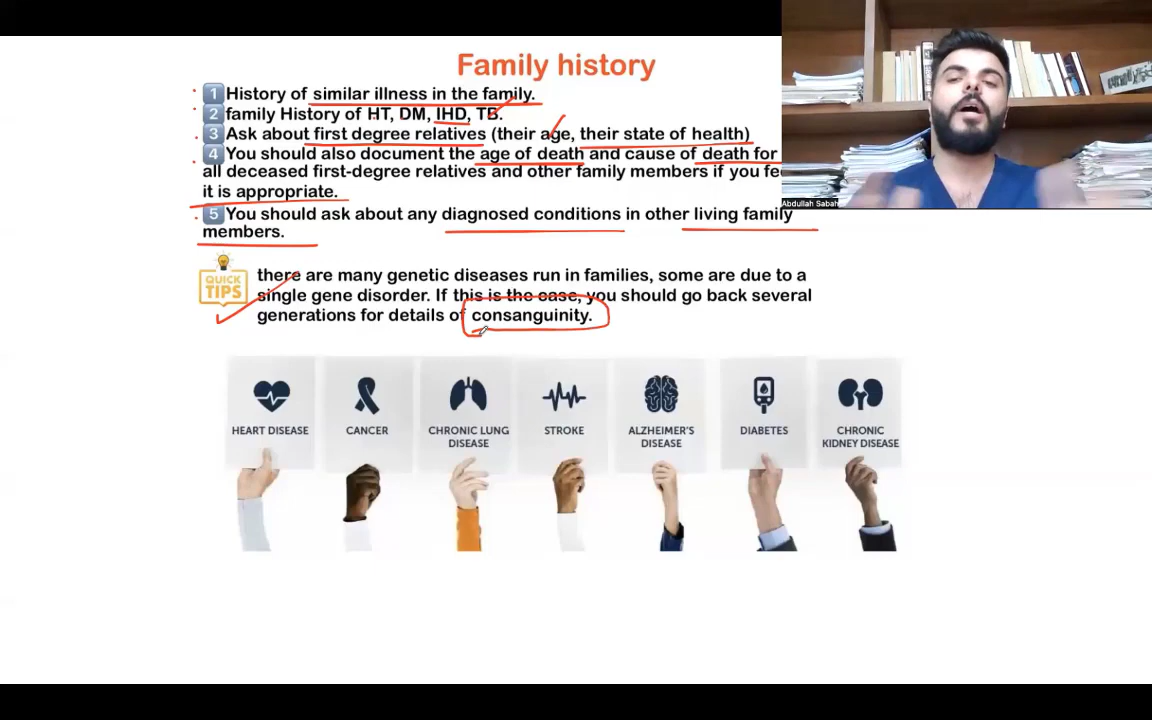 Family history
1 History of similar illness in the family.
2 family History of HT, DM, IHD, TB.
3 Ask about first degree relatives (their age, their state of health)
4 You should also document the age of death and cause of death for
all deceased first-degree relatives and other family members if you fe
it is appropriate.
5 You should ask about any diagnosed conditions in other living family
members.
QUICK
TIPS
there are many genetic diseases run in families, some are due to a
single gene disorder. If this is the case, you should go back several
generations for details of consanguinity.
HEART DISEASE
CANCER
CHRONIC LUNG
DISEASE
STROKE
ALZHEIMER'S
DISEASE
DIABETES
CHRONIC
KIDNEY DISEASE
Abdullah Sabah